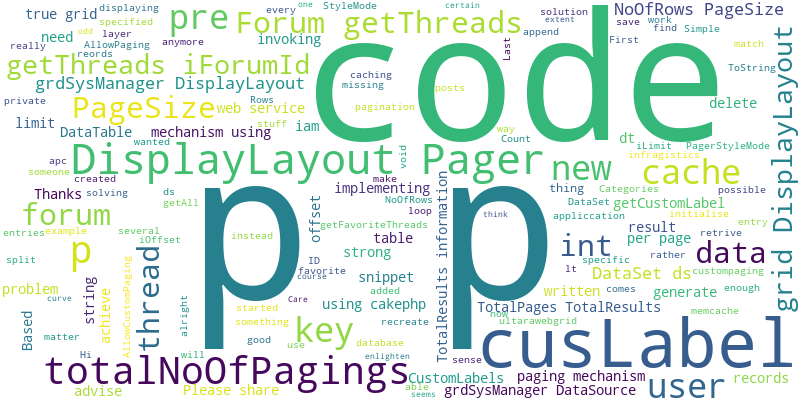 code
p p
DisplayLayout Pager
cusLabel
totalNoOfPagings
pre
Forum getThreads
NoOfRows PageSize
true grid
displaying
specified
extent
StyleMode
every
one
certain
solution
save
work
layer
AllowPaging
reords
need
really
anymore
append
find
Simple
getThreads iForumId
invoking
First
match
ToString
Last
grdSysManager DisplayLayout
caching
missing
Rows
private
PageSize
web service
pagination
posts
delete
limit
DataTable
stuff
iam
mechanism using
way
Count
dt
iLimit
PagerStyleMode
wanted
void
infragistics
apc
someone
created
new
cache
Thanks
solving
ds
make
implementing
thing
Categories
possible
getAll
NoOfRows
DataSet
getCustomLabel
forum
offset
loop
think
appliccation
initialise
entries
example
several
instead
getFavoriteThreads
result
entry
split
iOffset
ID
table
int
per page
retrive
rather
p
thread
favorite
strong
data
lt
specific
custompaging
problem
string
course
snippet
DataSet ds
comes
enough
Based
achieve
AllowCustomPaging
alright
started
Care
added
using cakephp
written
generate
memcache
curve
something
key
recreate
now
TotalPages TotalResults
matter
good
use
database
ultarawebgrid
Hi
will
enlighten
sense
TotalResults information
able
seems
paging mechanism
advise
Please share
CustomLabels
grdSysManager DataSource
user
records
grid DisplayLayout
odd